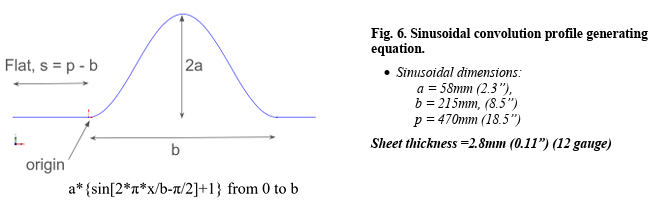 Flat, s = p - b
2a
b
origin
a*{sin[2*π*x/b-π/2]+1} from 0 to b
Fig. 6. Sinusoidal convolution profile generating
equation.
• Sinusoidal dimensions:
a = 58mm (2.3"),
b = 215mm, (8.5")
p = 470mm (18.5")
Sheet thickness =2.8mm (0.11") (12 gauge)